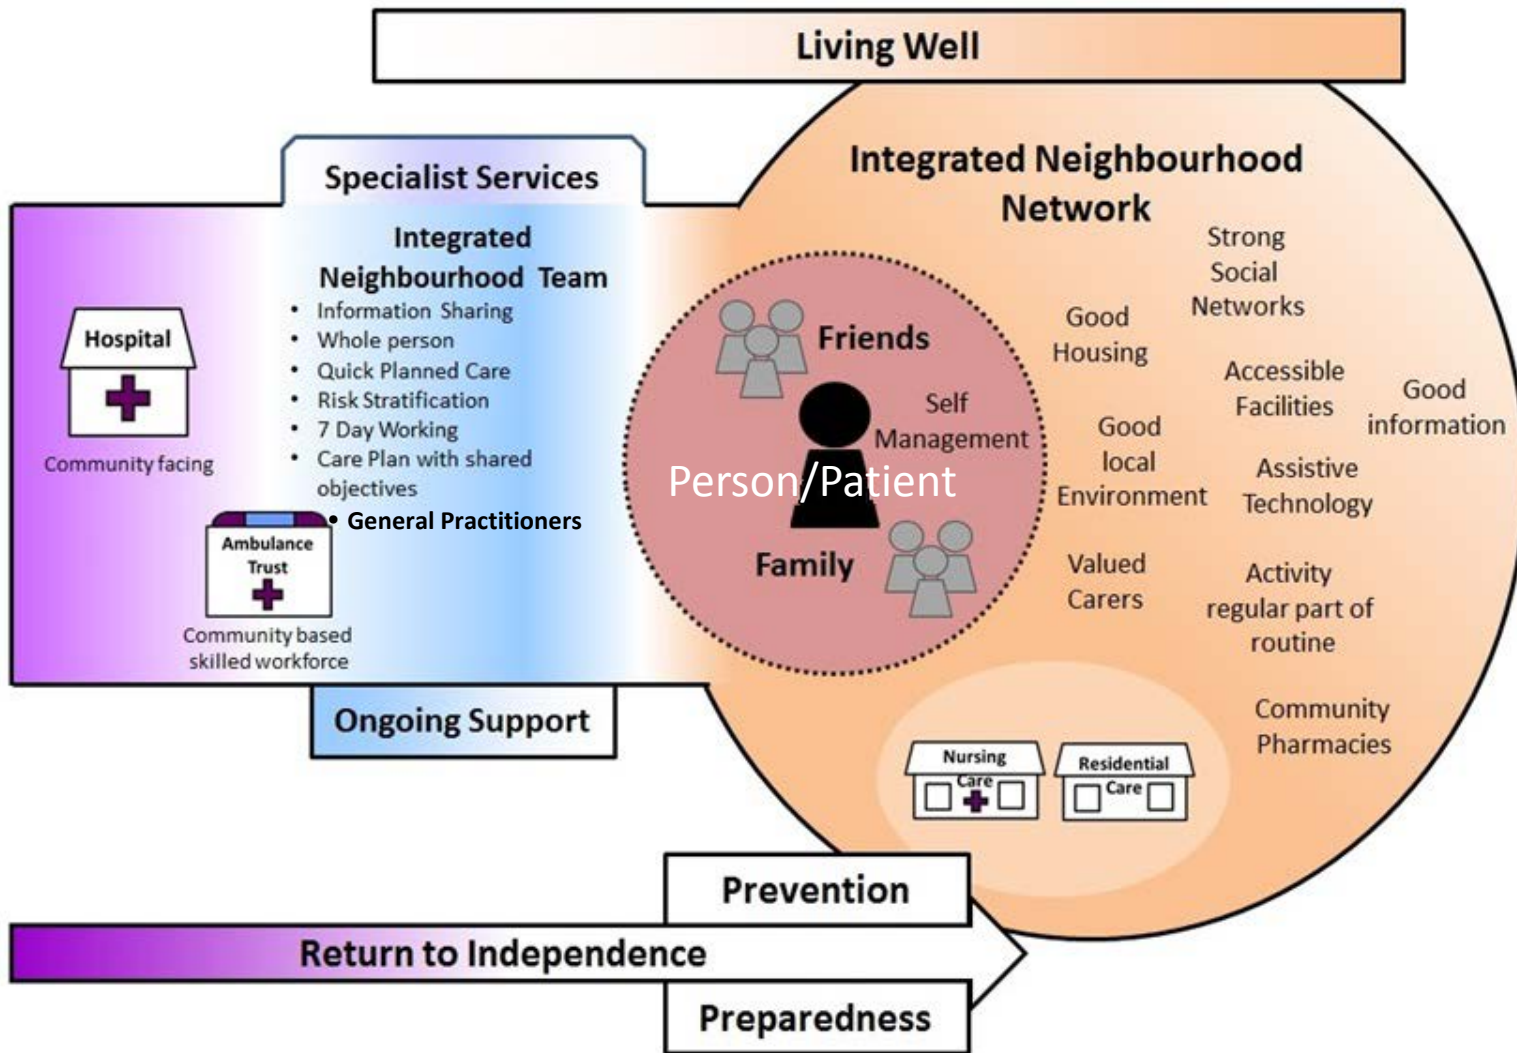 Living Well
Specialist Services
Integrated
Neighbourhood Team
• Information Sharing
• Whole person
• Quick Planned Care
• Risk Stratification
• 7 Day Working
• Care Plan with shared
objectives
• General Practitioners
Hospital
Community facing
Ambulance
Trust
Community based
skilled workforce
Ongoing Support
Friends
Self
Management
Person/Patient
Family
Integrated Neighbourhood
Network
Strong
Social
Networks
Good
Housing
Accessible
Facilities
Good
information
Good
local
Environment
Assistive
Technology
Valued
Carers
Activity
regular part of
routine
Community
Pharmacies
Nursing
Care
Residential
Care
Prevention
Return to Independence
Preparedness